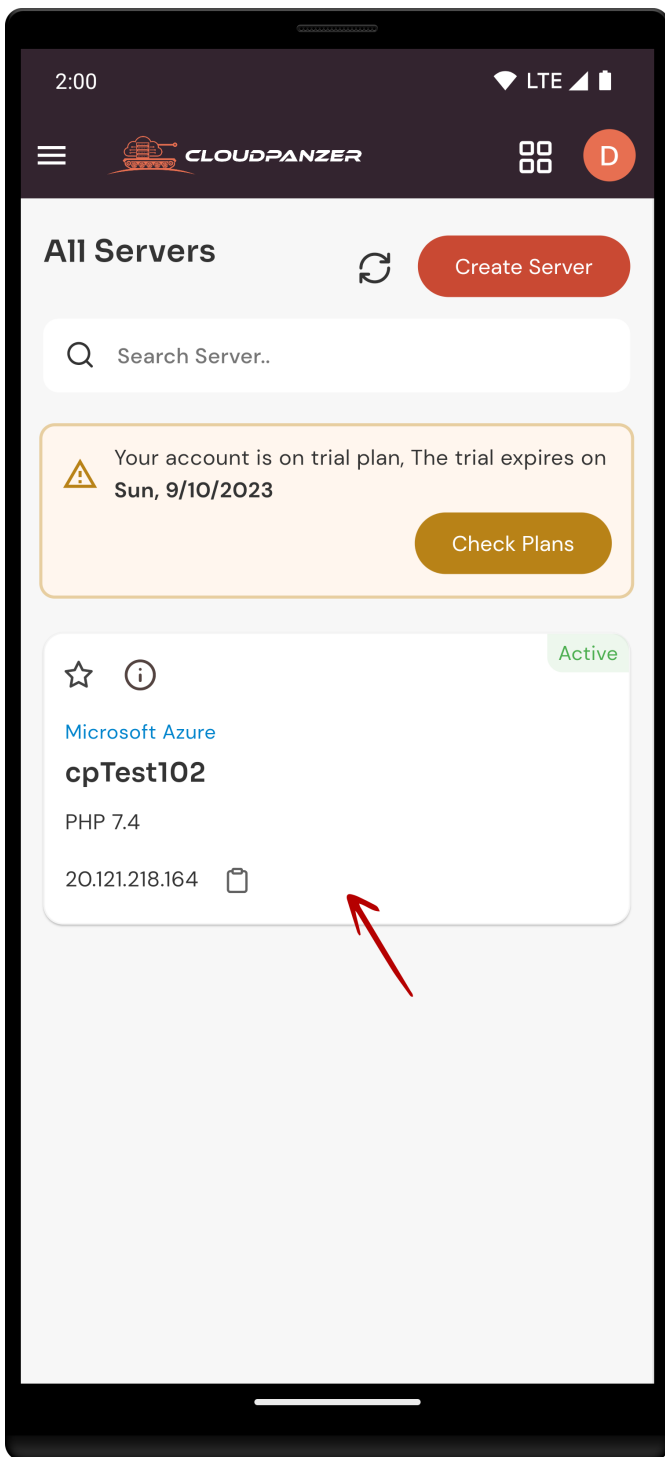 2:00
LTE
CLOUDPANZER
D
All Servers
Create Server
Search Server..
Your account is on trial plan, The trial expires on
Sun, 9/10/2023
Check Plans
Active
Microsoft Azure
cpTest102
PHP 7.4
20.121.218.164